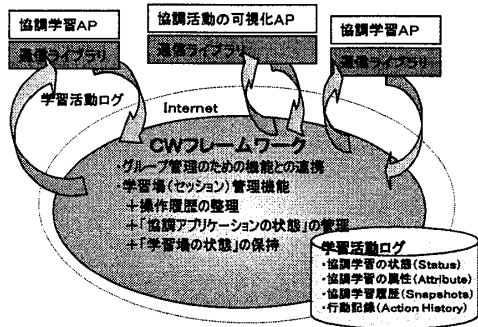 協調学習AP
協調活動の可視化AP
協調学習AP
通信ライブラリ
通信ライブラリ
通信ライブラリ
学習活動ログ
Internet
CWフレームワーク
・グループ管理のための機能との連携
・学習場(セッション)管理機能
+操作履歴の整理
+「協調アプリケーションの状態」の管理
+「学習場の状態」の保持
学習活動ログ
・協調学習の状態(Status)
・協調学習の属性(Attribute)
・協調学習履歴(Snapshots)
・行動記録(Action History)